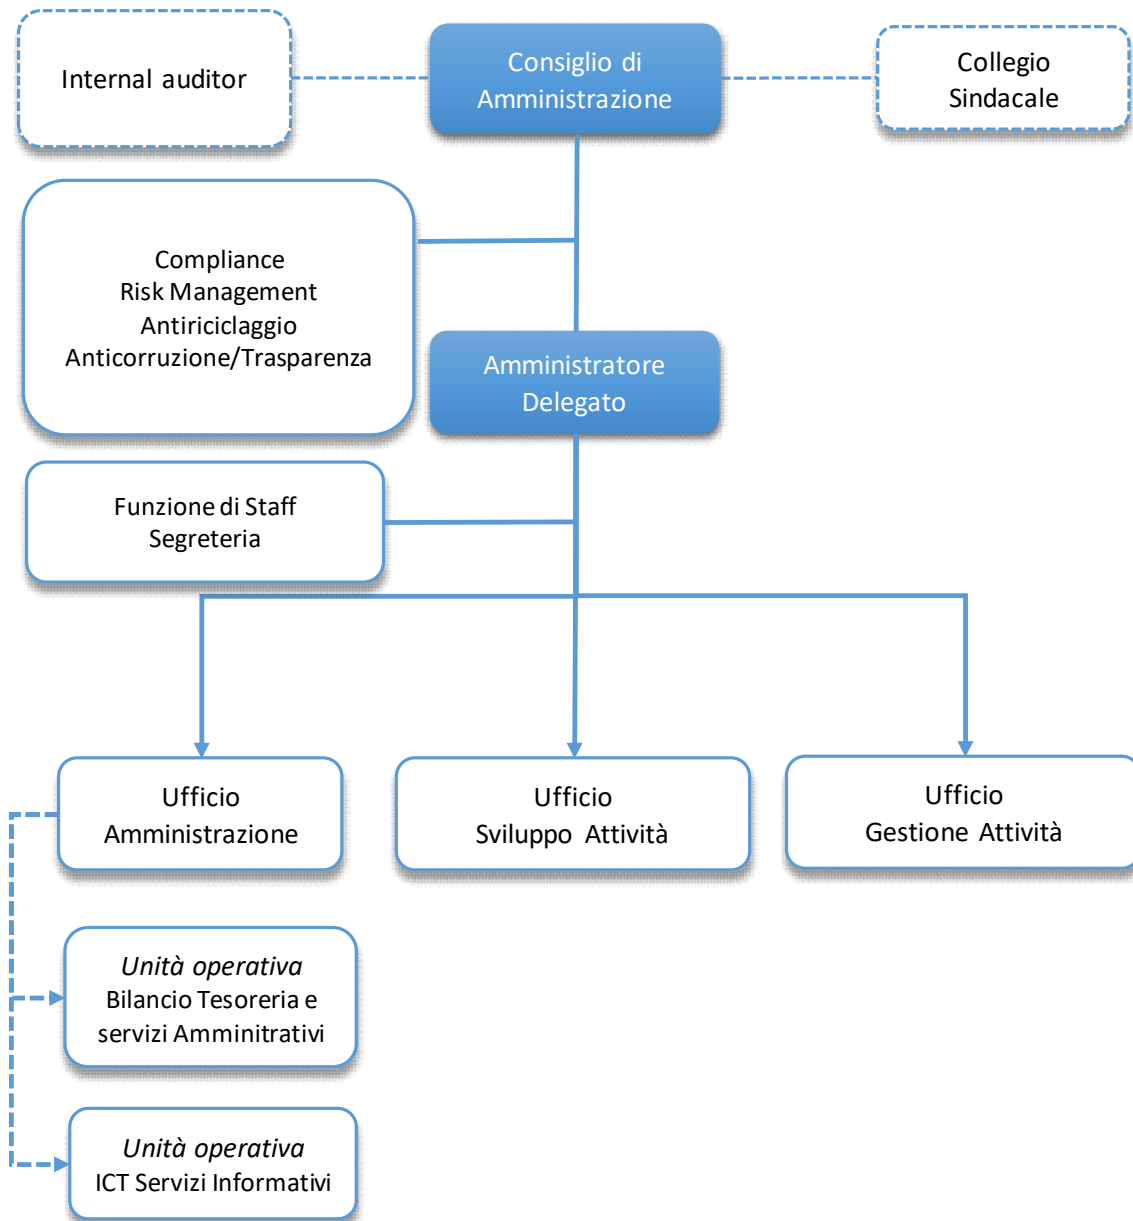 Internal auditor
Consiglio di
Amministrazione
Collegio
Sindacale
Compliance
Risk Management
Antiriciclaggio
Anticorruzione/Trasparenza
Amministratore
Delegato
Funzione di Staff
Segreteria
Ufficio
Amministrazione
Ufficio
Sviluppo Attività
Ufficio
Gestione Attività
Unità operativa
Bilancio Tesoreria e
servizi Amminitrativi
Unità operativa
ICT Servizi Informativi